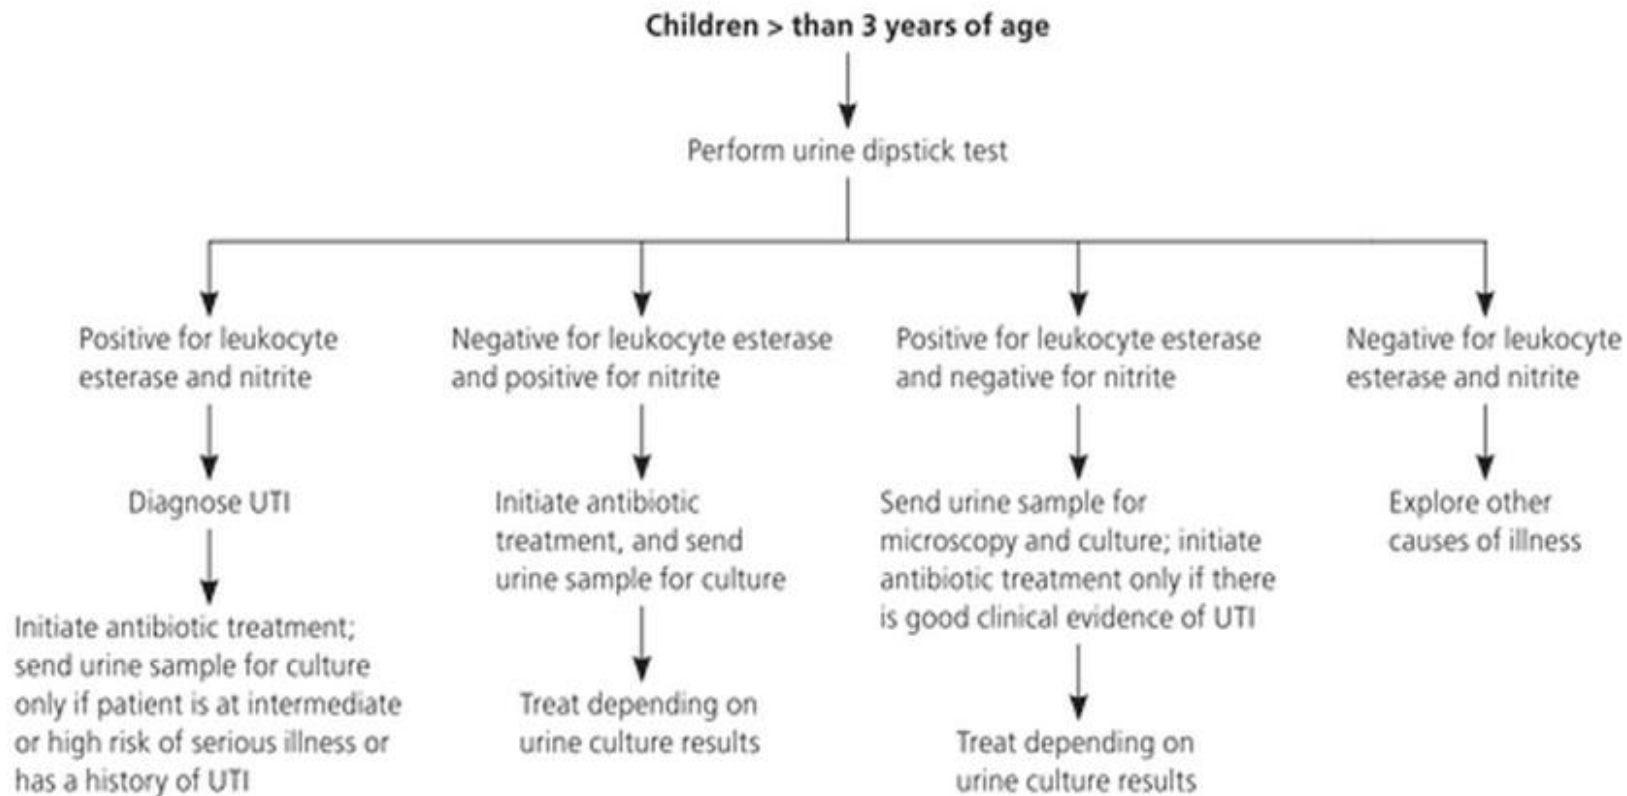 Children > than 3 years of age
Perform urine dipstick test
Positive for leukocyte
esterase and nitrite
Negative for leukocyte esterase
and positive for nitrite
Positive for leukocyte esterase
and negative for nitrite
Negative for leukocyte
esterase and nitrite
Diagnose UTI
Initiate antibiotic treatment;
send urine sample for culture
only if patient is at intermediate
or high risk of serious illness or
has a history of UTI
Initiate antibiotic
treatment, and send
urine sample for culture
Treat depending on
urine culture results
Send urine sample for
microscopy and culture; initiate
antibiotic treatment only if there
is good clinical evidence of UTI
Treat depending on
urine culture results
Explore other
causes of illness